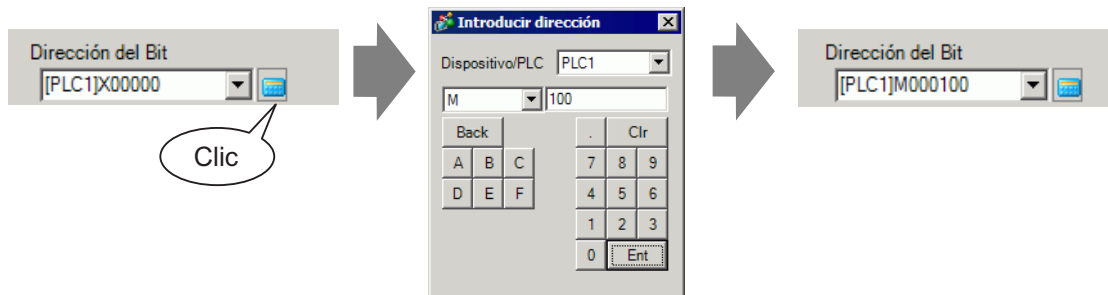 Dirección del Bit
[PLC1]X00000
Clic
Introducir dirección
Dispositivo/PLC PLC1
M 100
Back . Clr
A B C 7 8 9
D E F 4 5 6
1 2 3
0 Ent
Dirección del Bit
[PLC1]M000100